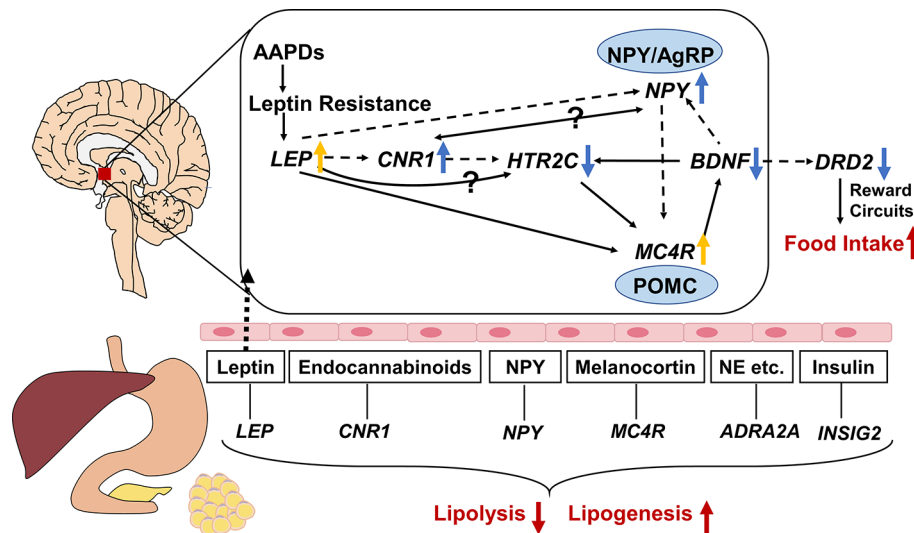 AAPDs
NPY/AgRP
NPY
Leptin Resistance
?
LEP
CNR1
HTR2C
BDNF
DRD2
?
Reward
Circuits
MC4R
Food Intake
POMC
Leptin
Endocannabinoids
NPY
Melanocortin
NE etc.
Insulin
LEP
CNR1
NPY
MC4R
ADRA2A
INSIG2
Lipolysis
Lipogenesis